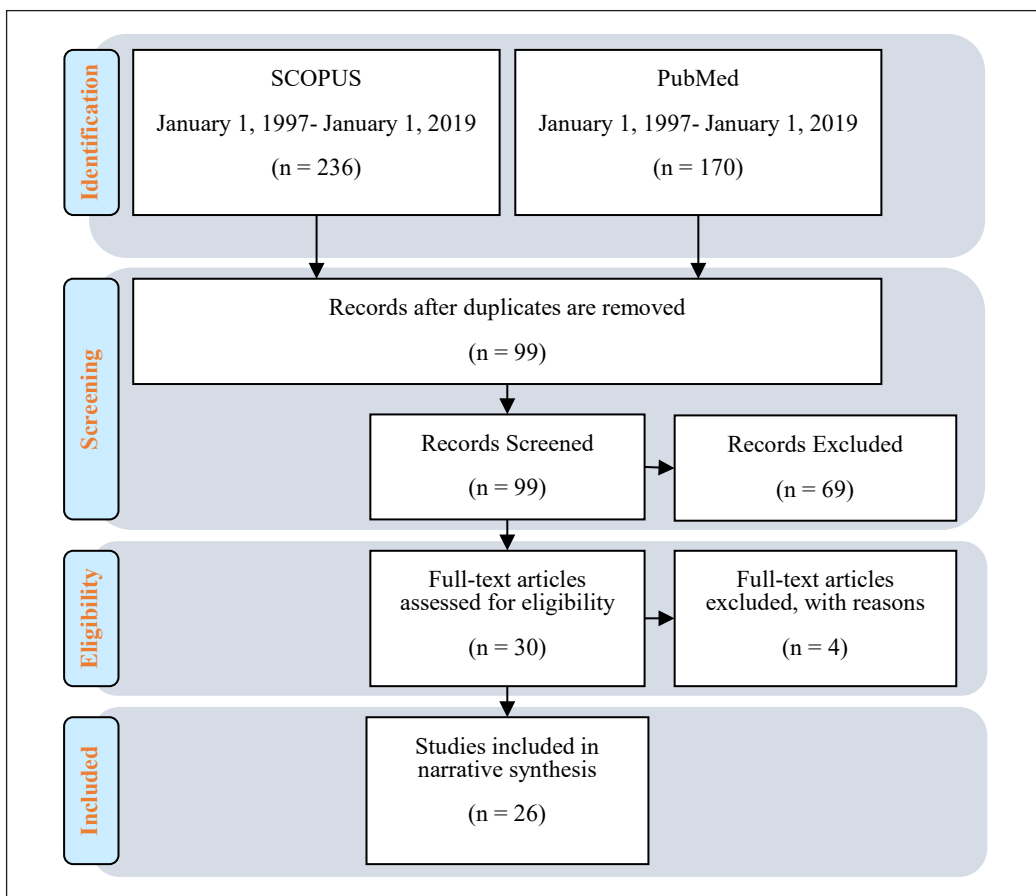 Identification
SCOPUS
January 1, 1997- January 1, 2019
(n = 236)
PubMed
January 1, 1997- January 1, 2019
(n = 170)
Screening
Records after duplicates are removed
(n = 99)
Records Screened
(n = 99)
Records Excluded
(n = 69)
Eligibility
Full-text articles
assessed for eligibility
(n = 30)
Full-text articles
excluded, with reasons
(n = 4)
Included
Studies included in
narrative synthesis
(n = 26)